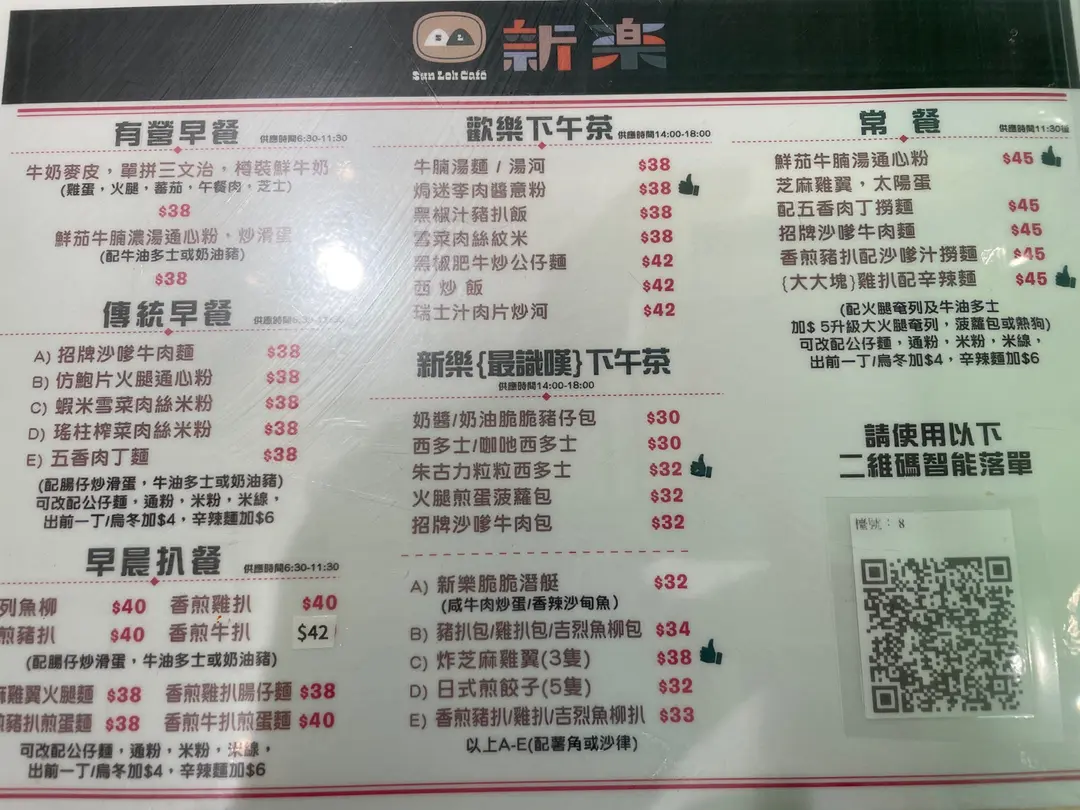 新楽
Sun Lok Café
有營早餐 供應時間6:30-11:30
牛奶麥皮，單拼三文治，樽裝鮮牛奶
(雞蛋，火腿，蕃茄，午餐肉，芝士)
$38
鮮茄牛腩濃湯通心粉，炒滑蛋
(配牛油多士或奶油豬)
$38
傳統早餐 供應時間6:30-
A) 招牌沙嗲牛肉麵 $38
B) 仿鮑片火腿通心粉 $38
C) 蝦米雪菜肉絲米粉 $38
D) 瑤柱榨菜肉絲米粉 $38
E) 五香肉丁麵 $38
(配腸仔炒滑蛋，牛油多士或奶油豬)
可改配公仔麵，通粉，米粉，米線，
出前一丁/烏冬加$4，辛辣麵加$6
早晨扒餐 供應時間6:30-11:30
列魚柳 $40 香煎雞扒 $40
煎豬扒 $40 香煎牛扒 $42
(配腸仔炒滑蛋，牛油多士或奶油豬)
麻雞翼火腿麵 $38 香煎雞扒腸仔麵 $38
煎豬扒煎蛋麵 $38 香煎牛扒煎蛋麵 $40
可改配公仔麵，通粉，米粉，米線，
出前一丁/烏冬加$4，辛辣麵加$6
歡樂下午茶 供應時間14:00-18:00
牛腩湯麵 / 湯河 $38
焗迷李肉醬意粉 $38
黑椒汁豬扒飯 $38
雪菜肉絲紋米 $38
黑椒肥牛炒公仔麵 $42
西炒飯 $42
瑞士汁肉片炒河 $42
新樂{最識嘆}下午茶
供應時間14:00-18:00
奶醬/奶油脆脆豬仔包 $30
西多士/咖吔西多士 $30
朱古力粒粒西多士 $32
火腿煎蛋菠蘿包 $32
招牌沙嗲牛肉包 $32
A) 新樂脆脆潛艇 $32
(咸牛肉炒蛋/香辣沙甸魚)
B) 豬扒包/雞扒包/吉烈魚柳包 $34
C) 炸芝麻雞翼(3隻) $38
D) 日式煎餃子(5隻) $32
E) 香煎豬扒/雞扒/吉烈魚柳扒 $33
以上A-E(配薯角或沙律)
常餐 供應時間11:30後
鮮茄牛腩湯通心粉 $45
芝麻雞翼，太陽蛋
配五香肉丁撈麵 $45
招牌沙嗲牛肉麵 $45
香煎豬扒配沙嗲汁撈麵 $45
{大大塊}雞扒配辛辣麵 $45
(配火腿奄列及牛油多士
加$ 5升級大火腿奄列，菠蘿包或熱狗)
可改配公仔麵，通粉，米粉，米線，
出前一丁/烏冬加$4，辛辣麵加$6
請使用以下
二維碼智能落單
檯號：8